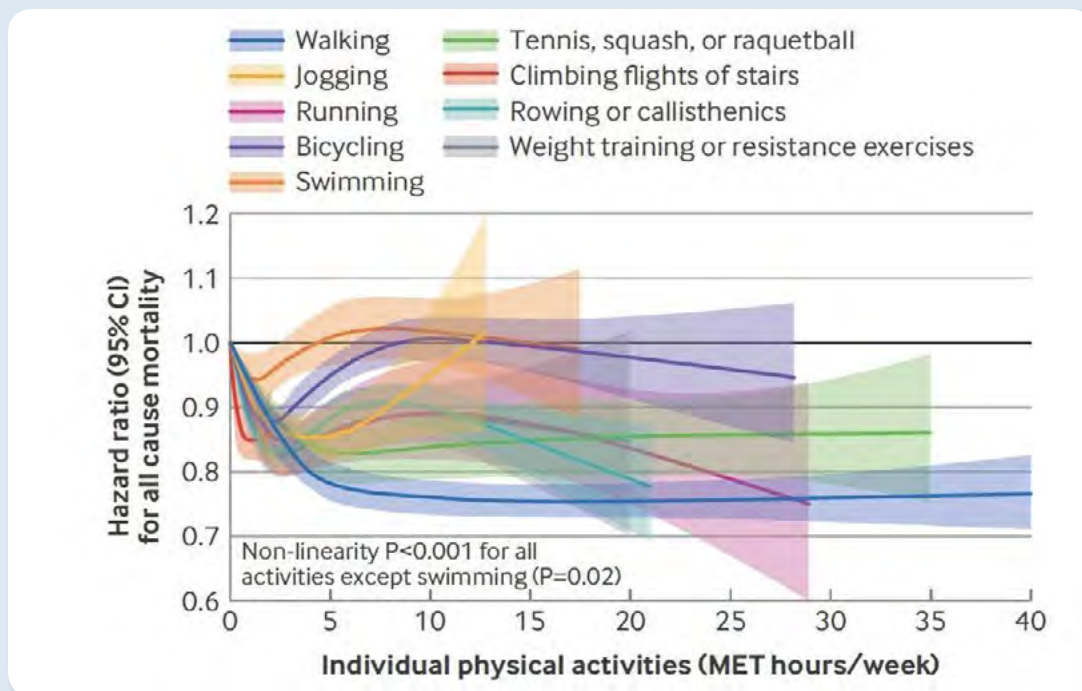 Walking
Jogging
Running
Bicycling
Swimming
Tennis, squash, or raquetball
Climbing flights of stairs
Rowing or callisthenics
Weight training or resistance exercises
Hazard ratio (95% CI)
for all cause mortality
1.2
1.1
1.0
0.9
0.8
0.7
0.6
Non-linearity P<0.001 for all
activities except swimming (P=0.02)
0 5 10 15 20 25 30 35 40
Individual physical activities (MET hours/week)